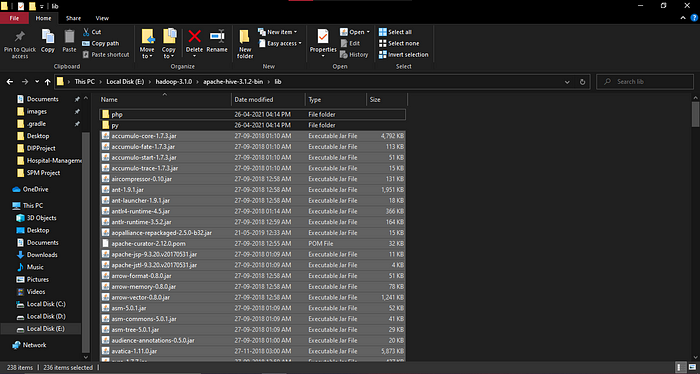 lib
File Home Share View
Pin to Quick access
Copy
Paste
Cut
Copy path
Paste shortcut
Clipboard
Move to
Copy to
Delete
Rename
Organize
New folder
New item
Easy access
New
Properties
Open
Edit
History
Open
Select all
Select none
Invert selection
Select
This PC Local Disk (E:) hadoop-3.1.0 apache-hive-3.1.2-bin lib
Search lib
Documents
images
.gradle
Desktop
DIPProject
Hospital-Manageme
SPM Project
OneDrive
This PC
3D Objects
Desktop
Documents
Downloads
Music
Pictures
Videos
Local Disk (C:)
Local Disk (D:)
Local Disk (E:)
Network
Name Date modified Type Size
php 26-04-2021 04:14 PM File folder
py 26-04-2021 04:14 PM File folder
accumulo-core-1.7.3.jar 27-09-2018 01:10 AM Executable Jar File 4,792 KB
accumulo-fate-1.7.3.jar 27-09-2018 01:10 AM Executable Jar File 113 KB
accumulo-start-1.7.3.jar 27-09-2018 01:10 AM Executable Jar File 51 KB
accumulo-trace-1.7.3.jar 27-09-2018 01:10 AM Executable Jar File 15 KB
aircompressor-0.10.jar 27-09-2018 12:58 AM Executable Jar File 131 KB
ant-1.9.1.jar 27-09-2018 12:58 AM Executable Jar File 1,951 KB
ant-launcher-1.9.1.jar 27-09-2018 12:58 AM Executable Jar File 18 KB
antlr4-runtime-4.5.jar 27-09-2018 01:14 AM Executable Jar File 366 KB
antlr-runtime-3.5.2.jar 27-09-2018 12:59 AM Executable Jar File 164 KB
aopalliance-repackaged-2.5.0-b32.jar 21-05-2019 12:33 AM Executable Jar File 15 KB
apache-curator-2.12.0.pom 27-09-2018 12:55 AM POM File 32 KB
apache-jsp-9.3.20.v20170531.jar 27-09-2018 01:09 AM Executable Jar File 11 KB
apache-jstl-9.3.20.v20170531.jar 27-09-2018 01:09 AM Executable Jar File 4 KB
arrow-format-0.8.0.jar 27-09-2018 12:58 AM Executable Jar File 51 KB
arrow-memory-0.8.0.jar 27-09-2018 12:58 AM Executable Jar File 78 KB
arrow-vector-0.8.0.jar 27-09-2018 12:58 AM Executable Jar File 1,241 KB
asm-5.0.1.jar 27-09-2018 01:09 AM Executable Jar File 52 KB
asm-commons-5.0.1.jar 27-09-2018 01:09 AM Executable Jar File 41 KB
asm-tree-5.0.1.jar 27-09-2018 01:09 AM Executable Jar File 29 KB
audience-annotations-0.5.0.jar 27-09-2018 01:00 AM Executable Jar File 20 KB
avatica-1.11.0.jar 27-11-2018 03:00 AM Executable Jar File 5,873 KB
238 items 236 items selected